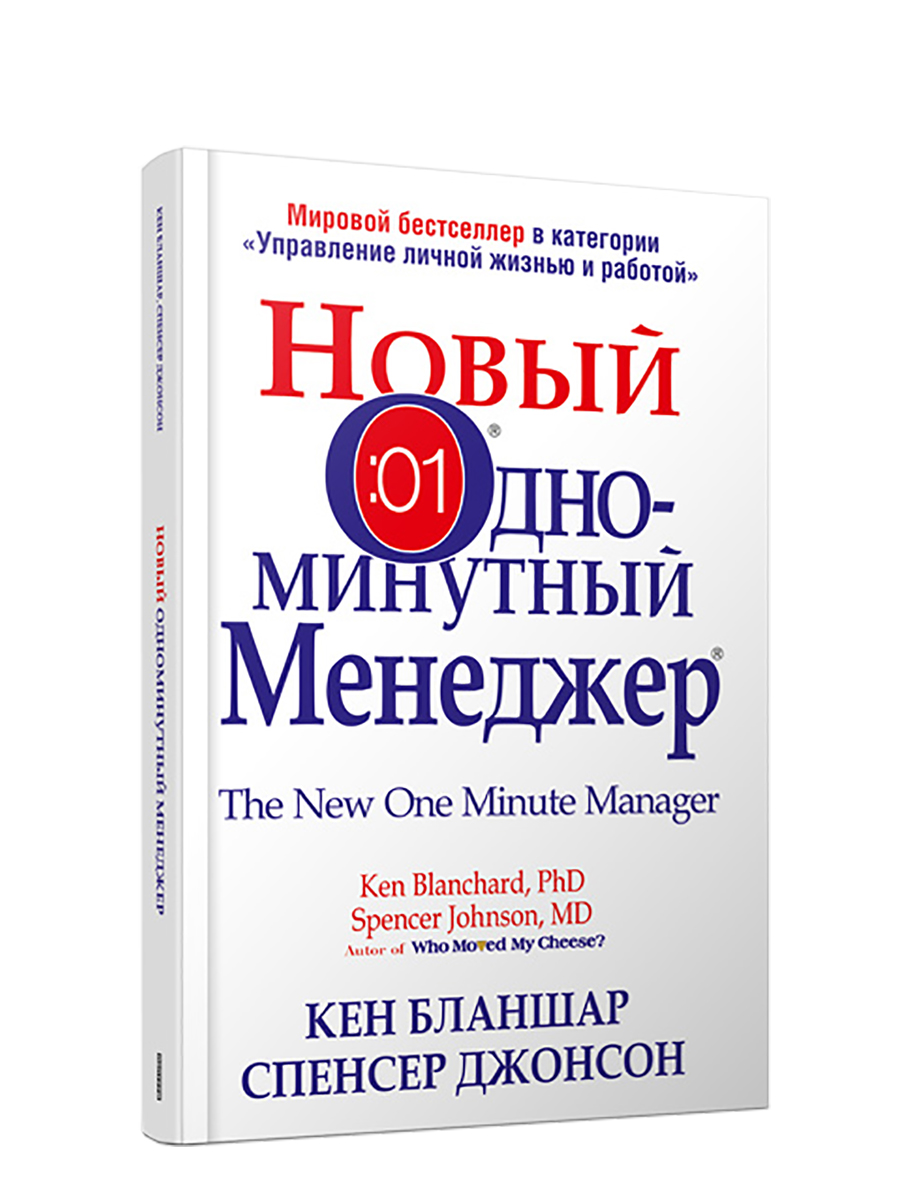 Мировой бестселлер в категории
«Управление личной жизнью и работой»
Новый
:01
Одно-®
минутный
Менеджер®
The New One Minute Manager
Ken Blanchard, PhD
Spencer Johnson, MD
Autor of Who Moved My Cheese?
КЕН БЛАНШАР
СПЕНСЕР ДЖОНСОН
КЕН БЛАНШАР, СПЕНСЕР ДЖОНСОН
НОВЫЙ ОДНОМИНУТНЫЙ МЕНЕДЖЕР